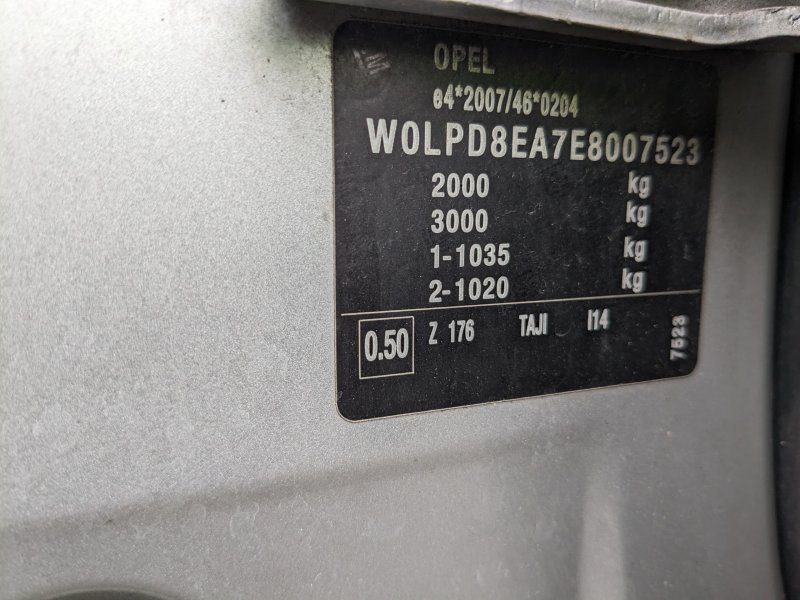 OPEL
e4*2007/46*0204
W0LPD8EA7E8007523
2000 kg
3000 kg
1-1035 kg
2-1020 kg
0.50 Z 176 TAJI I14
7523